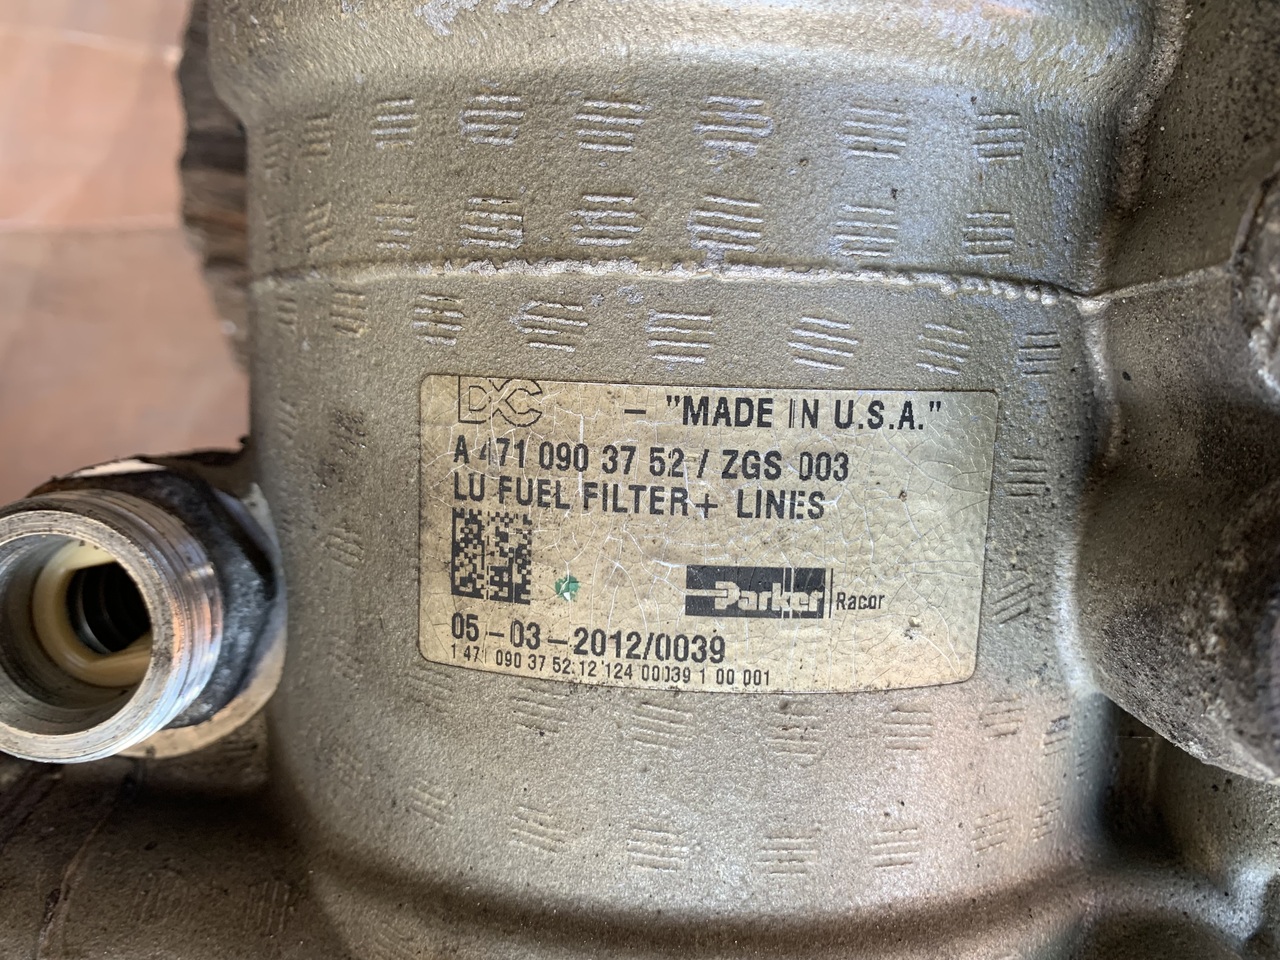 DXC - "MADE IN U.S.A."
A 471 090 37 52 / ZGS 003
LU FUEL FILTER + LINES
Parker Racor
05-03-2012/0039
1 471 090 37 52 12 124 00039 1 00 001